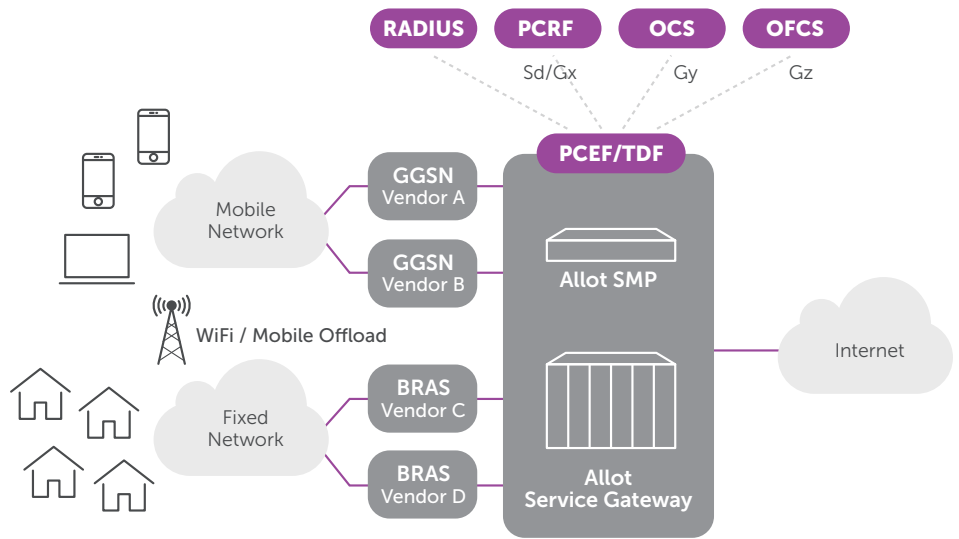 RADIUS
PCRF
OCS
OFCS
Sd/Gx
Gy
Gz
PCEF/TDF
Mobile
Network
GGSN
Vendor A
GGSN
Vendor B
Allot SMP
WiFi / Mobile Offload
Internet
Fixed
Network
BRAS
Vendor C
BRAS
Vendor D
Allot
Service Gateway